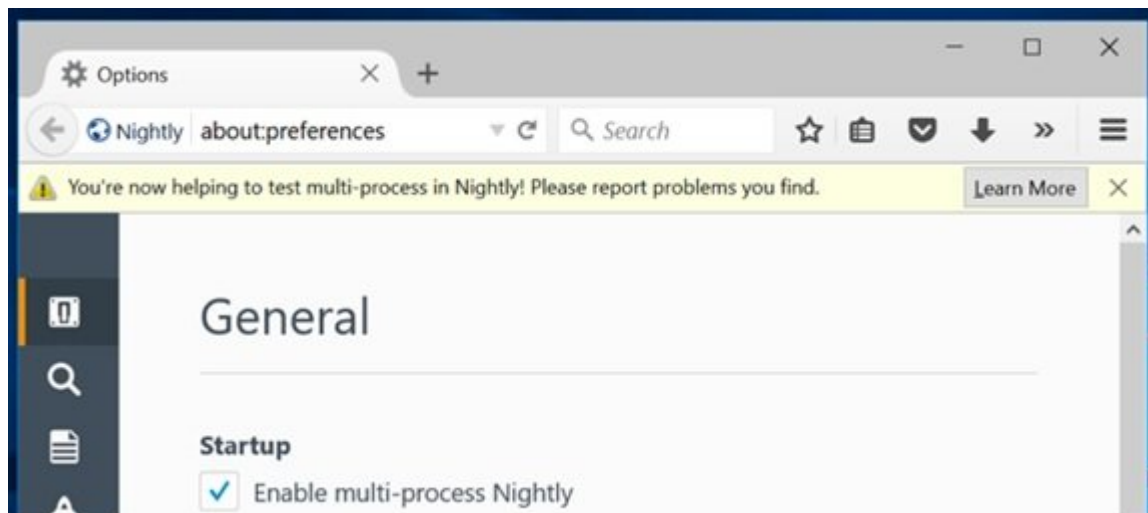 Options
Nightly about:preferences Search
You're now helping to test multi-process in Nightly! Please report problems you find. Learn More
General
Startup
Enable multi-process Nightly